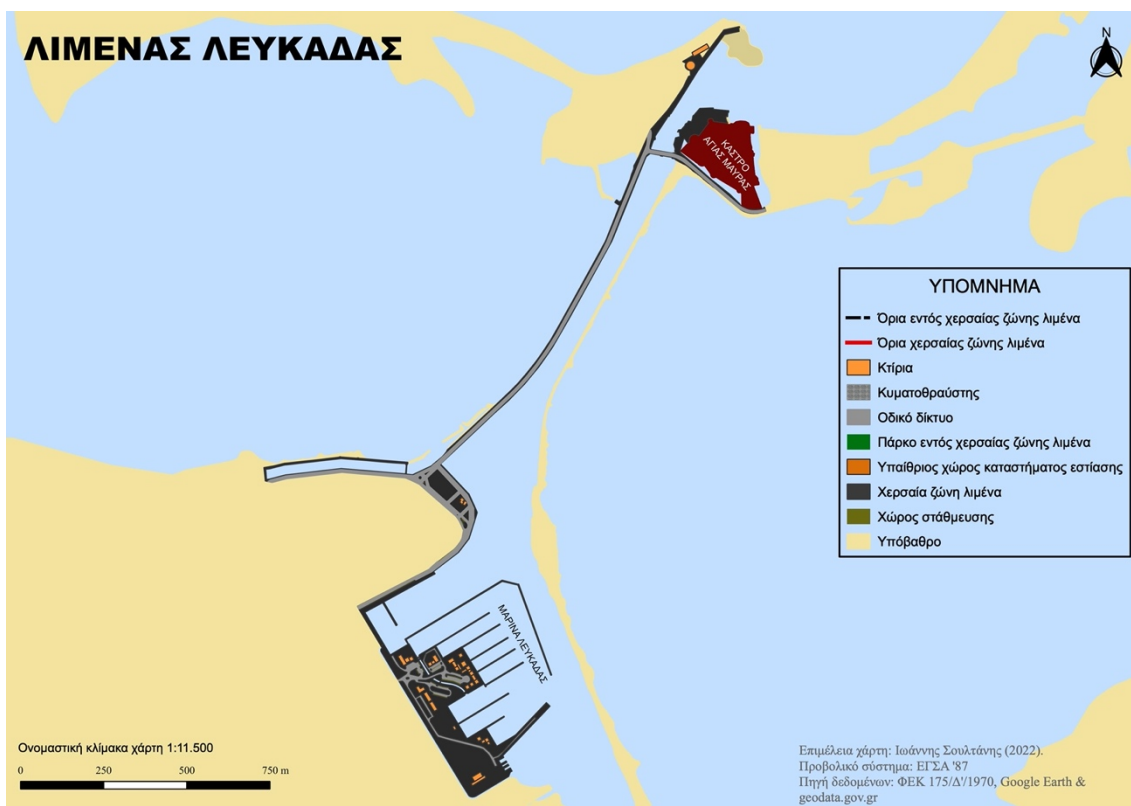 ΛΙΜΕΝΑΣ ΛΕΥΚΑΔΑΣ
N
ΚΑΣΤΡΟ
ΑΓΙΑΣ ΜΑΥΡΑΣ
ΥΠΟΜΝΗΜΑ
Όρια εντός χερσαίας ζώνης λιμένα
Όρια χερσαίας ζώνης λιμένα
Κτίρια
Κυματοθραύστης
Οδικό δίκτυο
Πάρκο εντός χερσαίας ζώνης λιμένα
Υπαίθριος χώρος καταστήματος εστίασης
Χερσαία ζώνη λιμένα
Χώρος στάθμευσης
Υπόβαθρο
ΜΑΡΙΝΑ ΛΕΥΚΑΔΑΣ
Ονομαστική κλίμακα χάρτη 1:11.500
0 250 500 750 m
Επιμέλεια χάρτη: Ιωάννης Σουλτάνης (2022).
Προβολικό σύστημα: ΕΓΣΑ '87
Πηγή δεδομένων: ΦΕΚ 175/Δ'/1970, Google Earth &
geodata.gov.gr